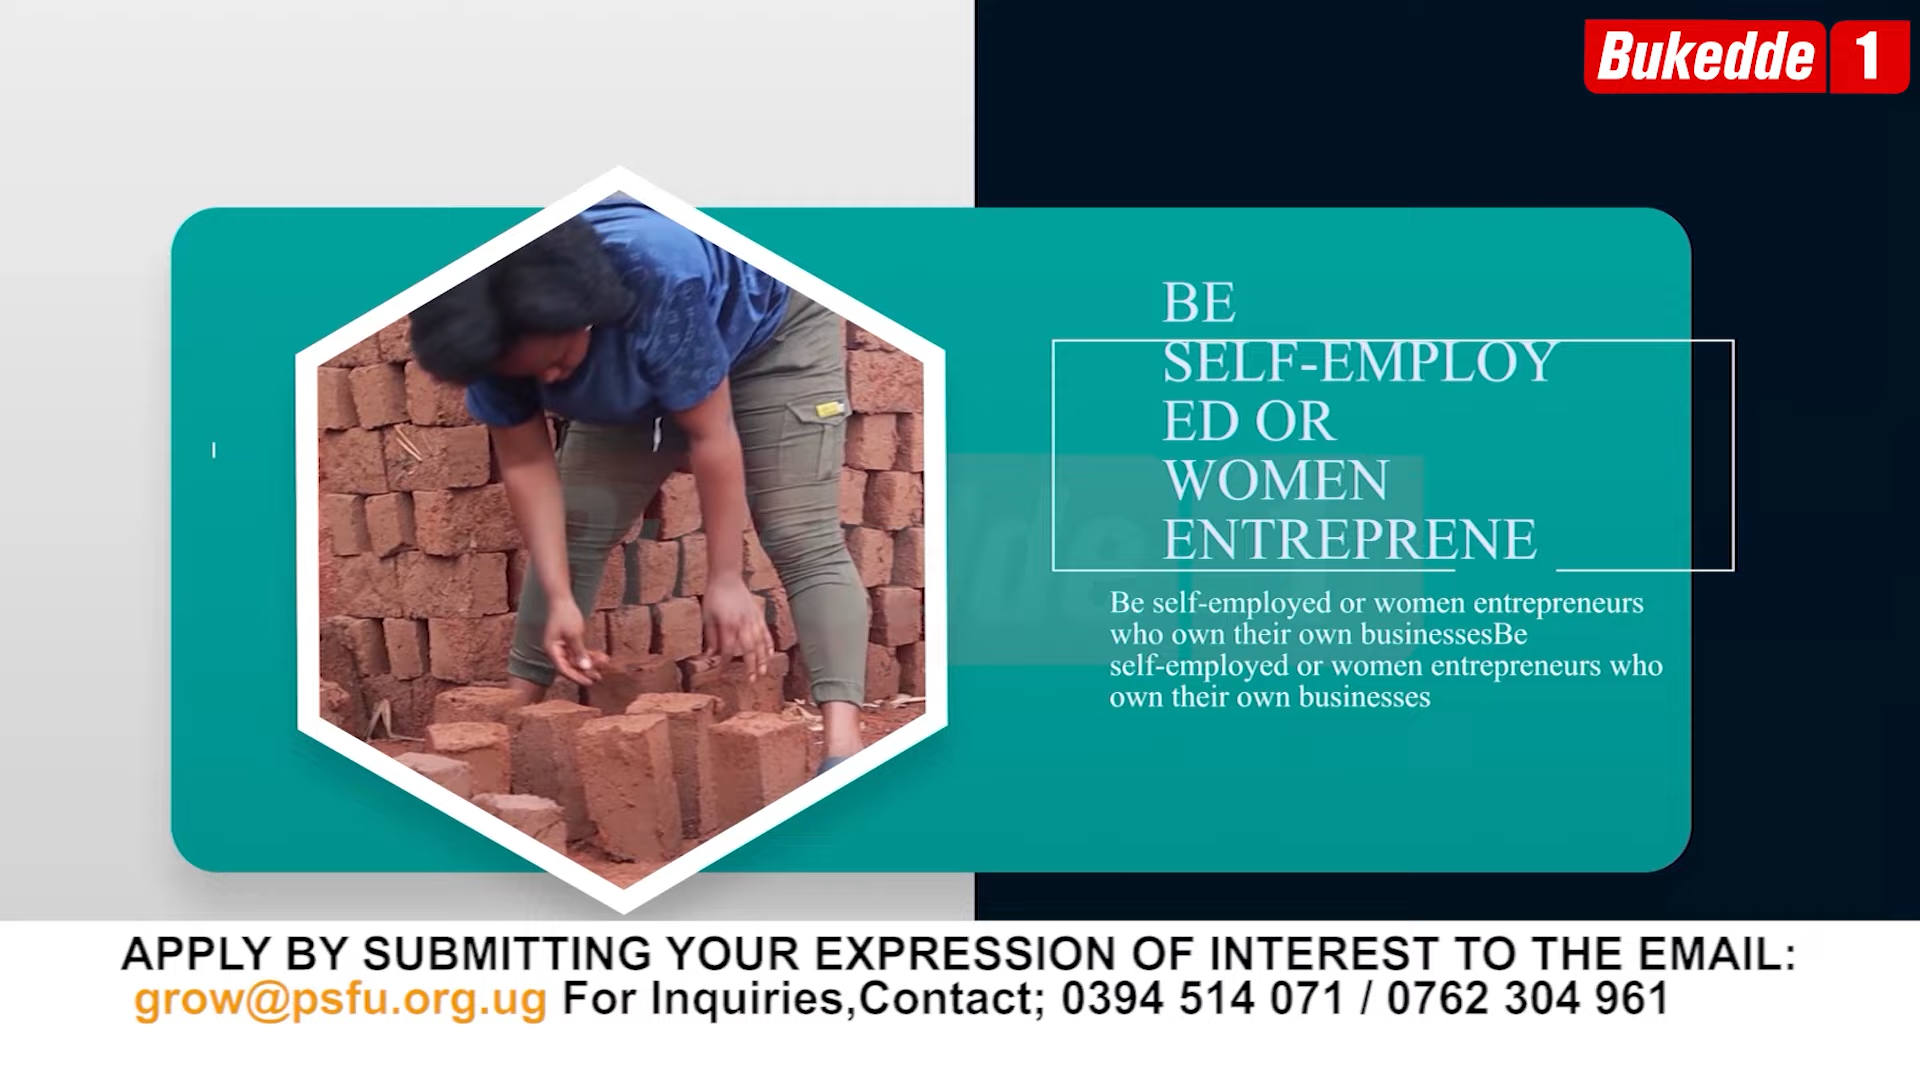 Bukedde 1
BE
SELF-EMPLOY
ED OR
WOMEN
ENTREPRENE
Be self-employed or women entrepreneurs
who own their own businessesBe
self-employed or women entrepreneurs who
own their own businesses
APPLY BY SUBMITTING YOUR EXPRESSION OF INTEREST TO THE EMAIL:
grow@psfu.org.ug For Inquiries,Contact; 0394 514 071 / 0762 304 961